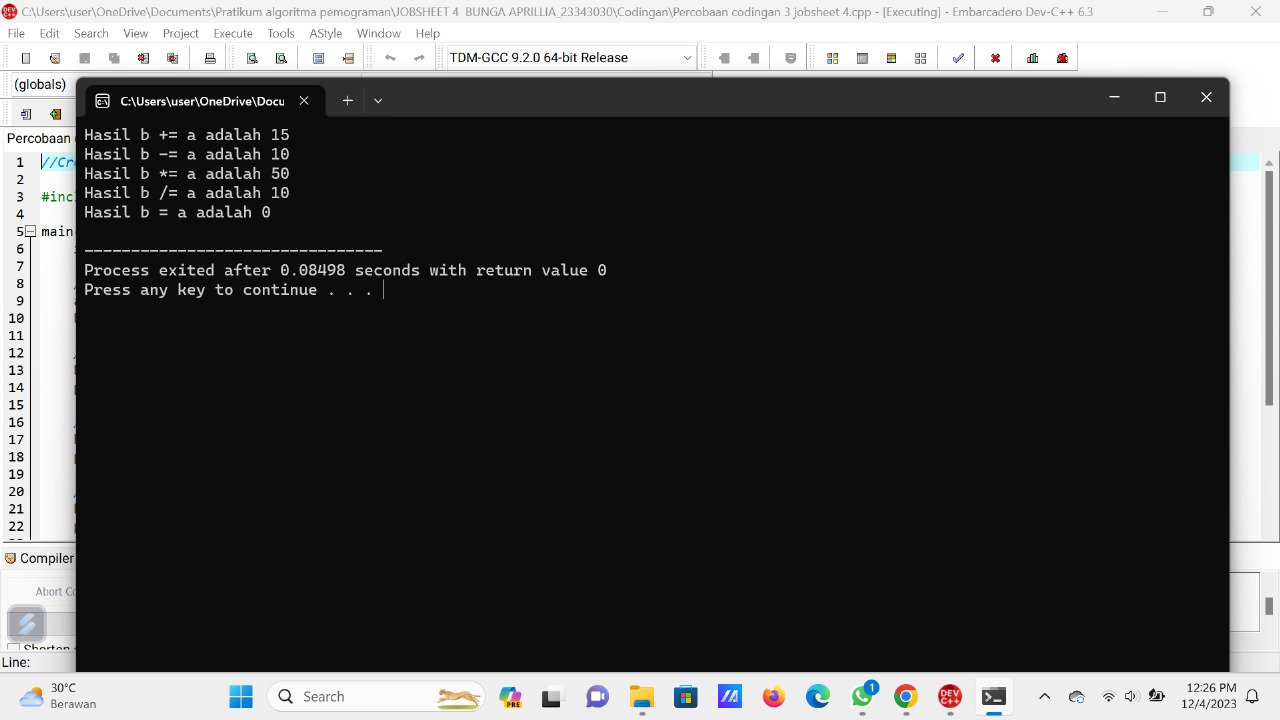 C:\Users\user\OneDrive\Documents\Pratikum algoritma pemograman\JOBSHEET 4 BUNGA APRILLIA_23343030\Codingan\Percobaan codingan 3 jobsheet 4.cpp - [Executing] - Embarcadero Dev-C++ 6.3
File Edit Search View Project Execute Tools AStyle Window Help
TDM-GCC 9.2.0 64-bit Release
(globals)
C:\Users\user\OneDrive\Docu
Percobaan
Hasil b += a adalah 15
Hasil b -= a adalah 10
Hasil b *= a adalah 50
Hasil b /= a adalah 10
Hasil b = a adalah 0
--------------------------------
Process exited after 0.08498 seconds with return value 0
Press any key to continue . . .
1 //Cr
2
3 #inc
4
5 main
6
7
8
9
10
11
12
13
14
15
16
17
18
19
20
21
22
Compiler
Abort Co
Shorten
Line:
30°C
Berawan
Search
PRE
1
DEV C++
12:26 PM
12/4/2023